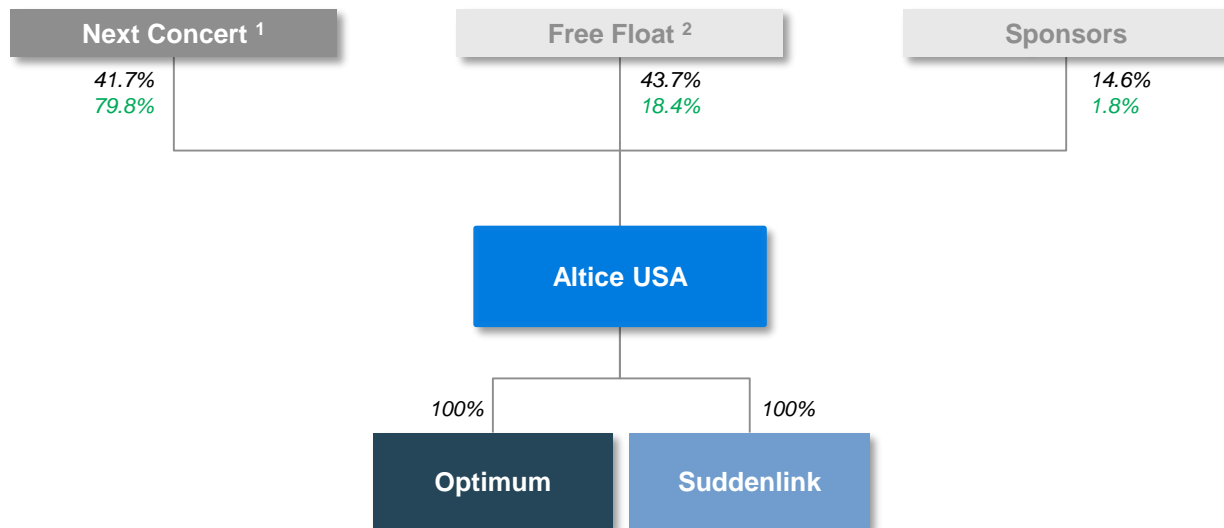 Next Concert ¹
Free Float ²
Sponsors
41.7%
79.8%
43.7%
18.4%
14.6%
1.8%
Altice USA
100%
100%
Optimum
Suddenlink